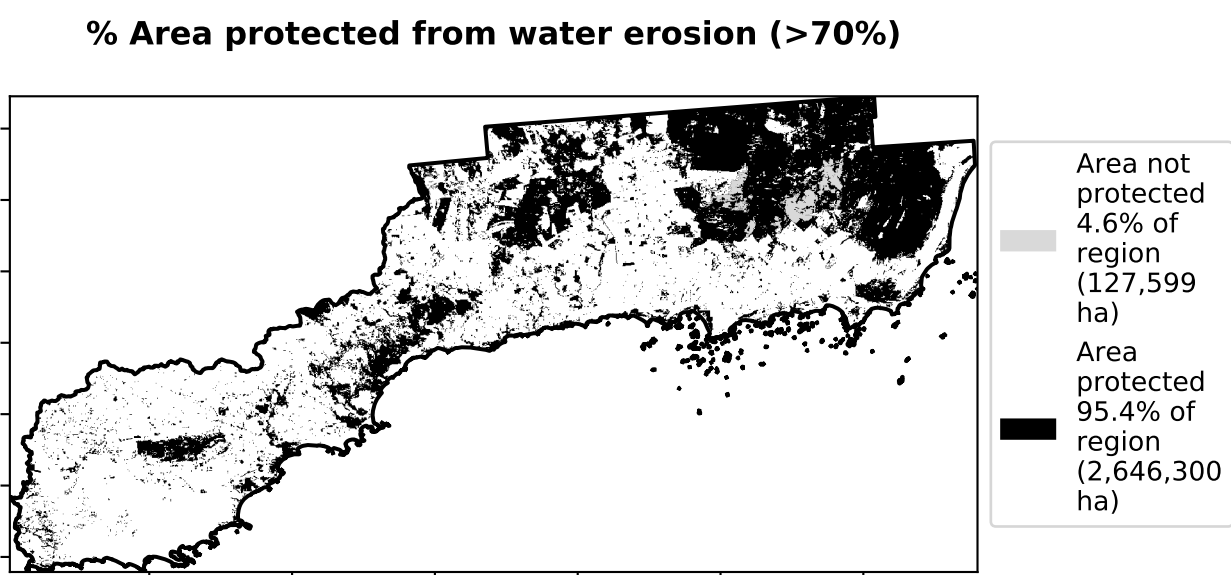 % Area protected from water erosion (>70%)
Area not
protected
4.6% of
region
(127,599
ha)
Area
protected
95.4% of
region
(2,646,300
ha)